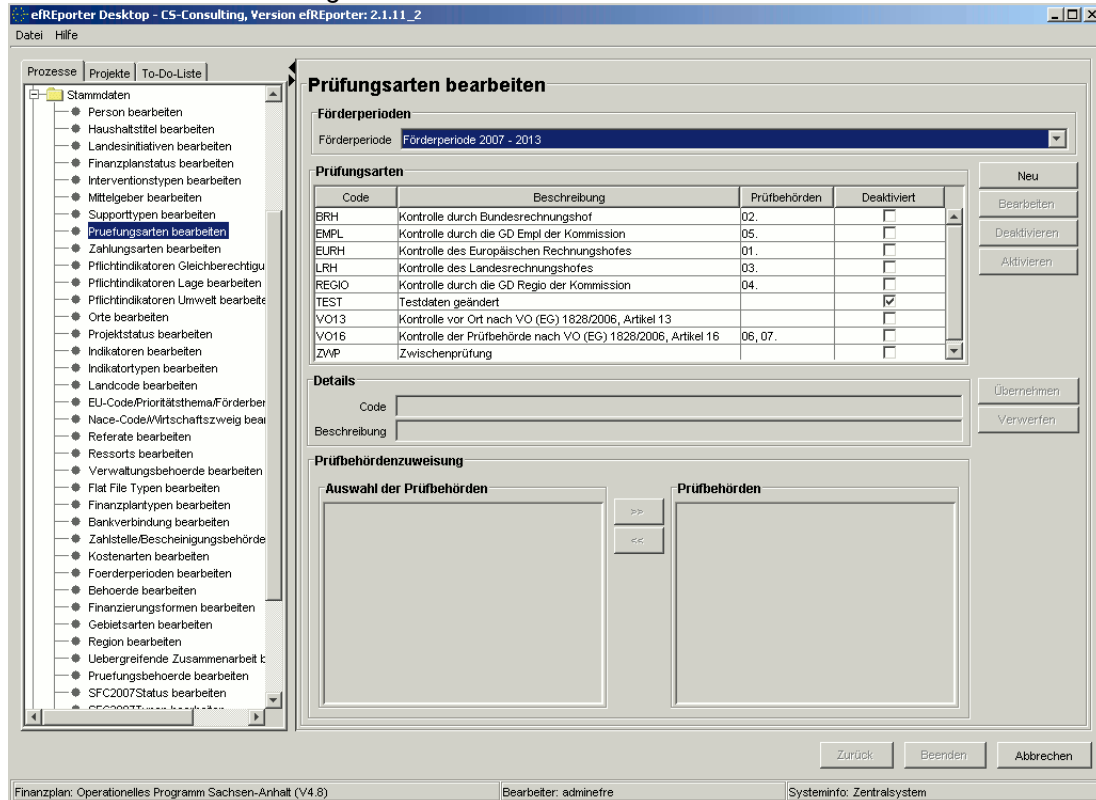 efREporter Desktop - CS-Consulting, Version efREporter: 2.1.11_2
Datei Hilfe
Prozesse Projekte To-Do-Liste
Stammdaten
Person bearbeiten
Haushaltstitel bearbeiten
Landesinitiativen bearbeiten
Finanzplanstatus bearbeiten
Interventionstypen bearbeiten
Mittelgeber bearbeiten
Supporttypen bearbeiten
Pruefungsarten bearbeiten
Zahlungsarten bearbeiten
Pflichtindikatoren Gleichberechtigu
Pflichtindikatoren Lage bearbeiten
Pflichtindikatoren Umwelt bearbeite
Orte bearbeiten
Projektstatus bearbeiten
Indikatoren bearbeiten
Indikatortypen bearbeiten
Landcode bearbeiten
EU-Code/Prioritätsthema/Förderber
Nace-Code/Wirtschaftszweig bear
Referate bearbeiten
Ressorts bearbeiten
Verwaltungsbehoerde bearbeiten
Flat File Typen bearbeiten
Finanzplantypen bearbeiten
Bankverbindung bearbeiten
Zahlstelle/Bescheinigungsbehörde
Kostenarten bearbeiten
Foerderperioden bearbeiten
Behoerde bearbeiten
Finanzierungsformen bearbeiten
Gebietsarten bearbeiten
Region bearbeiten
Uebergreifende Zusammenarbeit b
Pruefungsbehoerde bearbeiten
SFC2007Status bearbeiten
Prüfungsarten bearbeiten
Förderperioden
Förderperiode Förderperiode 2007 - 2013
Prüfungsarten
Code Beschreibung Prüfbehörden Deaktiviert
BRH Kontrolle durch Bundesrechnungshof 02.
EMPL Kontrolle durch die GD Empl der Kommission 05.
EURH Kontrolle des Europäischen Rechnungshofes 01.
LRH Kontrolle des Landesrechnungshofes 03.
REGIO Kontrolle durch die GD Regio der Kommission 04.
TEST Testdaten geändert
VO13 Kontrolle vor Ort nach VO (EG) 1828/2006, Artikel 13
VO16 Kontrolle der Prüfbehörde nach VO (EG) 1828/2006, Artikel 16 06, 07.
ZWP Zwischenprüfung
Neu
Bearbeiten
Deaktivieren
Aktivieren
Details
Code
Beschreibung
Übernehmen
Verwerfen
Prüfbehördenzuweisung
Auswahl der Prüfbehörden
>>
<<
Prüfbehörden
Zurück Beenden Abbrechen
Finanzplan: Operationelles Programm Sachsen-Anhalt (V4.8) Bearbeiter: adminefre Systeminfo: Zentralsystem